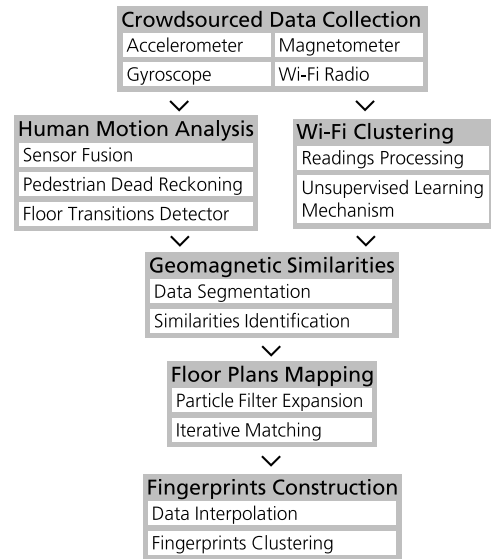 Crowdsourced Data Collection
Accelerometer
Magnetometer
Gyroscope
Wi-Fi Radio
Human Motion Analysis
Sensor Fusion
Pedestrian Dead Reckoning
Floor Transitions Detector
Wi-Fi Clustering
Readings Processing
Unsupervised Learning
Mechanism
Geomagnetic Similarities
Data Segmentation
Similarities Identification
Floor Plans Mapping
Particle Filter Expansion
Iterative Matching
Fingerprints Construction
Data Interpolation
Fingerprints Clustering